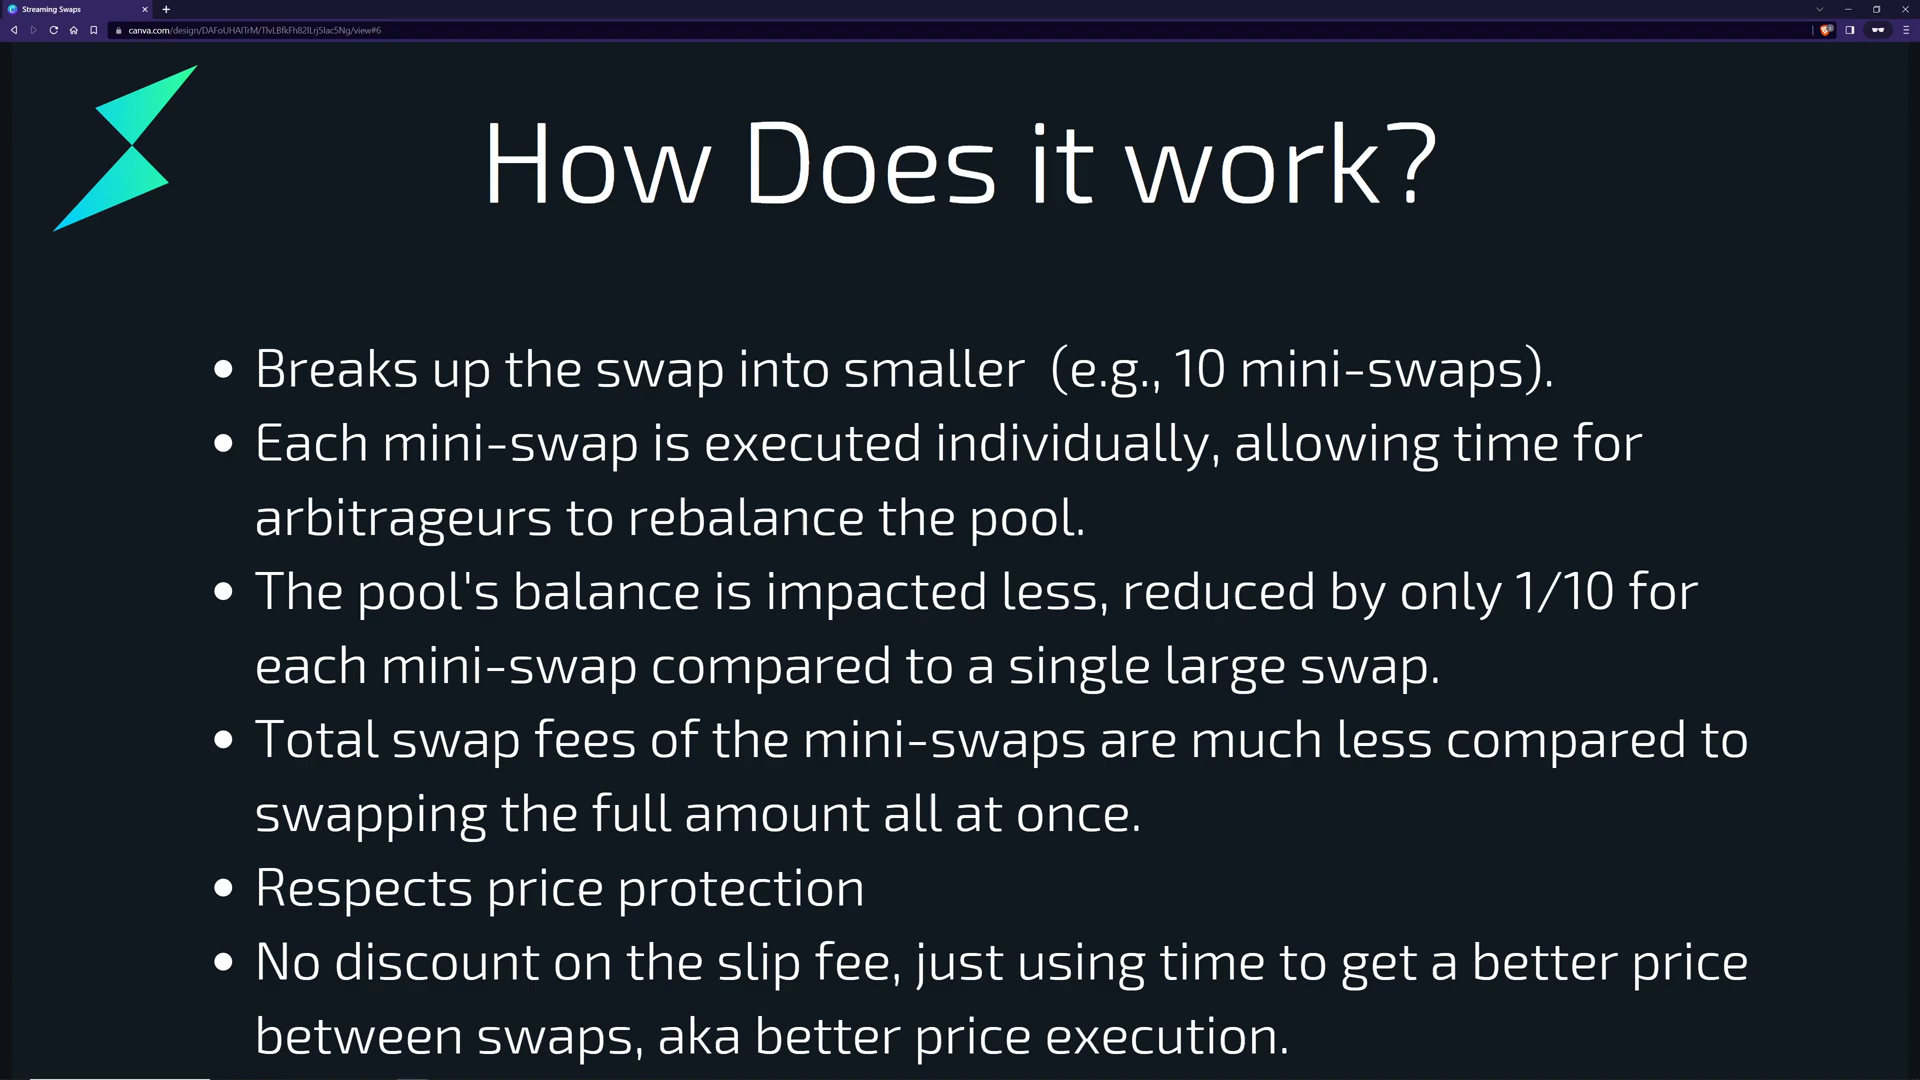 Streaming Swaps
canva.com/design/DAFoUHAITrM/TlvLBfkFh82lLrjSlac5Ng/view#6
How Does it work?
• Breaks up the swap into smaller  (e.g., 10 mini-swaps).
• Each mini-swap is executed individually, allowing time for
arbitrageurs to rebalance the pool.
• The pool's balance is impacted less, reduced by only 1/10 for
each mini-swap compared to a single large swap.
• Total swap fees of the mini-swaps are much less compared to
swapping the full amount all at once.
• Respects price protection
• No discount on the slip fee, just using time to get a better price
between swaps, aka better price execution.